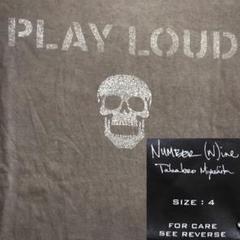 PLAY LOUD
NUMBER (N)ine
Takahiro Miyashita
SIZE : 4
FOR CARE
SEE REVERSE